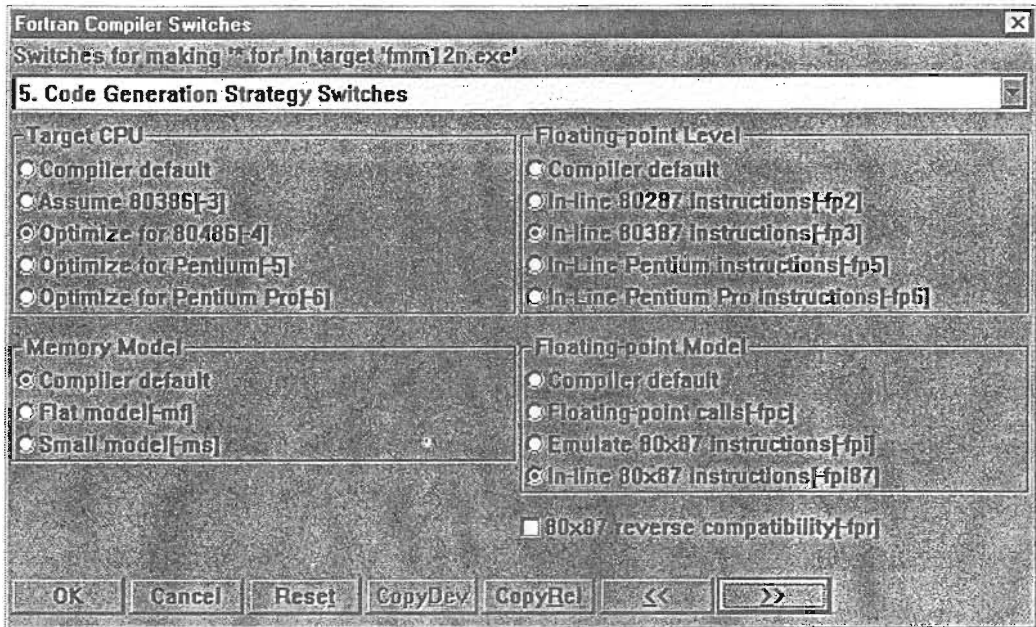 Fortran Compiler Switches
Switches for making '*.for' in target 'fmm12n.exe'
5. Code Generation Strategy Switches
Target CPU
Compiler default
Assume 80386[-3]
Optimize for 80486[-4]
Optimize for Pentium[-5]
Optimize for Pentium Pro[-6]
Floating-point Level
Compiler default
In-line 80287 instructions[-fp2]
In-line 80387 instructions[-fp3]
In-Line Pentium instructions[-fp5]
In-Line Pentium Pro instructions[-fp6]
Memory Model
Compiler default
Flat model[-mf]
Small model[-ms]
Floating-point Model
Compiler default
Floating-point calls[-fpc]
Emulate 80x87 instructions[-fpi]
In-line 80x87 instructions[-fpi87]
80x87 reverse compatibility[-fpr]
OK Cancel Reset CopyDev CopyRel << >>